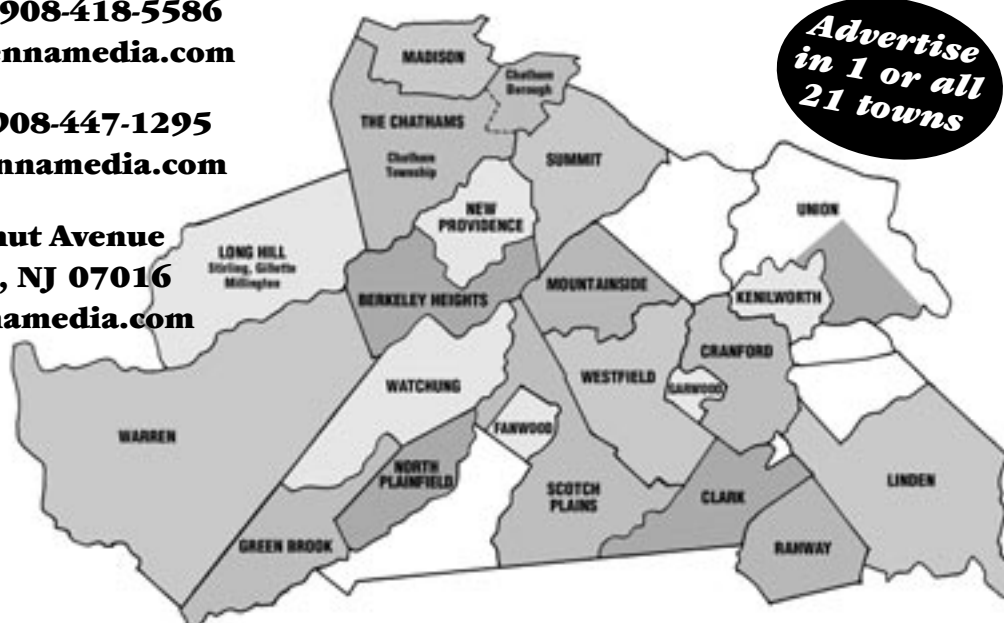 908-418-5586
ennamedia.com
908-447-1295
nnamedia.com
nut Avenue
, NJ 07016
namedia.com
Advertise
in 1 or all
21 towns
MADISON
Chatham
Borough
THE CHATHAMS
Chatham
Township
SUMMIT
NEW
PROVIDENCE
UNION
LONG HILL
Stirling, Gillette
Millington
BERKELEY HEIGHTS
MOUNTAINSIDE
KENILWORTH
CRANFORD
WATCHUNG
WESTFIELD
GARWOOD
WARREN
FANWOOD
NORTH
PLAINFIELD
SCOTCH
PLAINS
CLARK
LINDEN
GREEN BROOK
RAHWAY